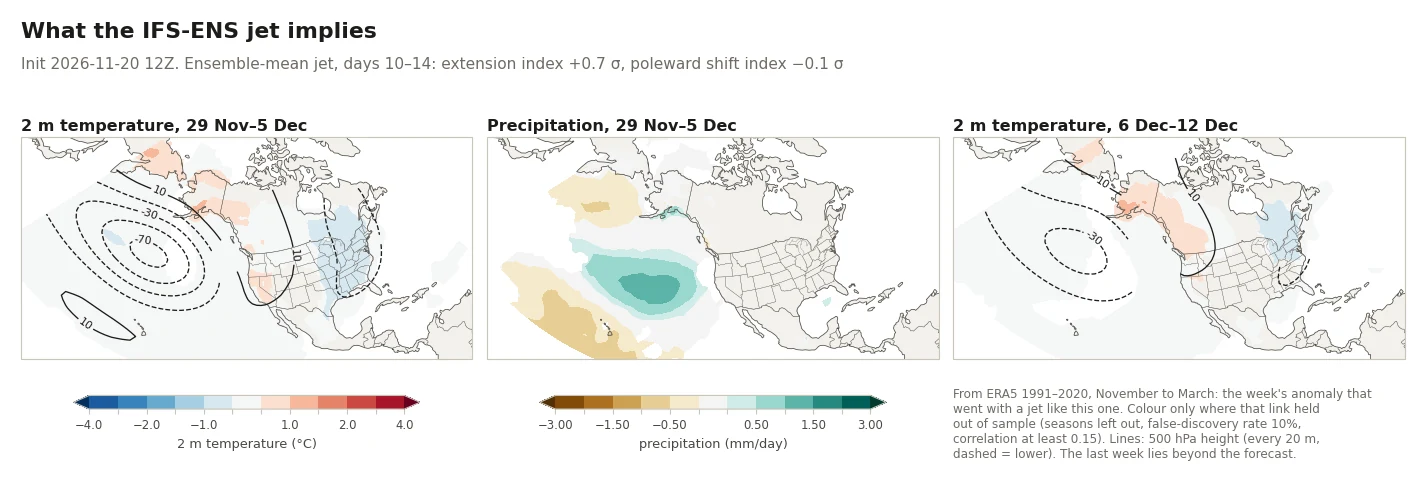 What the IFS-ENS jet implies
Init 2026-11-20 12Z. Ensemble-mean jet, days 10–14: extension index +0.7 σ, poleward shift index −0.1 σ
2 m temperature, 29 Nov–5 Dec
Precipitation, 29 Nov–5 Dec
2 m temperature, 6 Dec–12 Dec
10
-30
-70
10
10
-10
10
-30
−4.0 −2.0 −1.0 1.0 2.0 4.0
2 m temperature (°C)
−3.00 −1.50 −0.50 0.50 1.50 3.00
precipitation (mm/day)
From ERA5 1991–2020, November to March: the week's anomaly that
went with a jet like this one. Colour only where that link held
out of sample (seasons left out, false-discovery rate 10%,
correlation at least 0.15). Lines: 500 hPa height (every 20 m,
dashed = lower). The last week lies beyond the forecast.